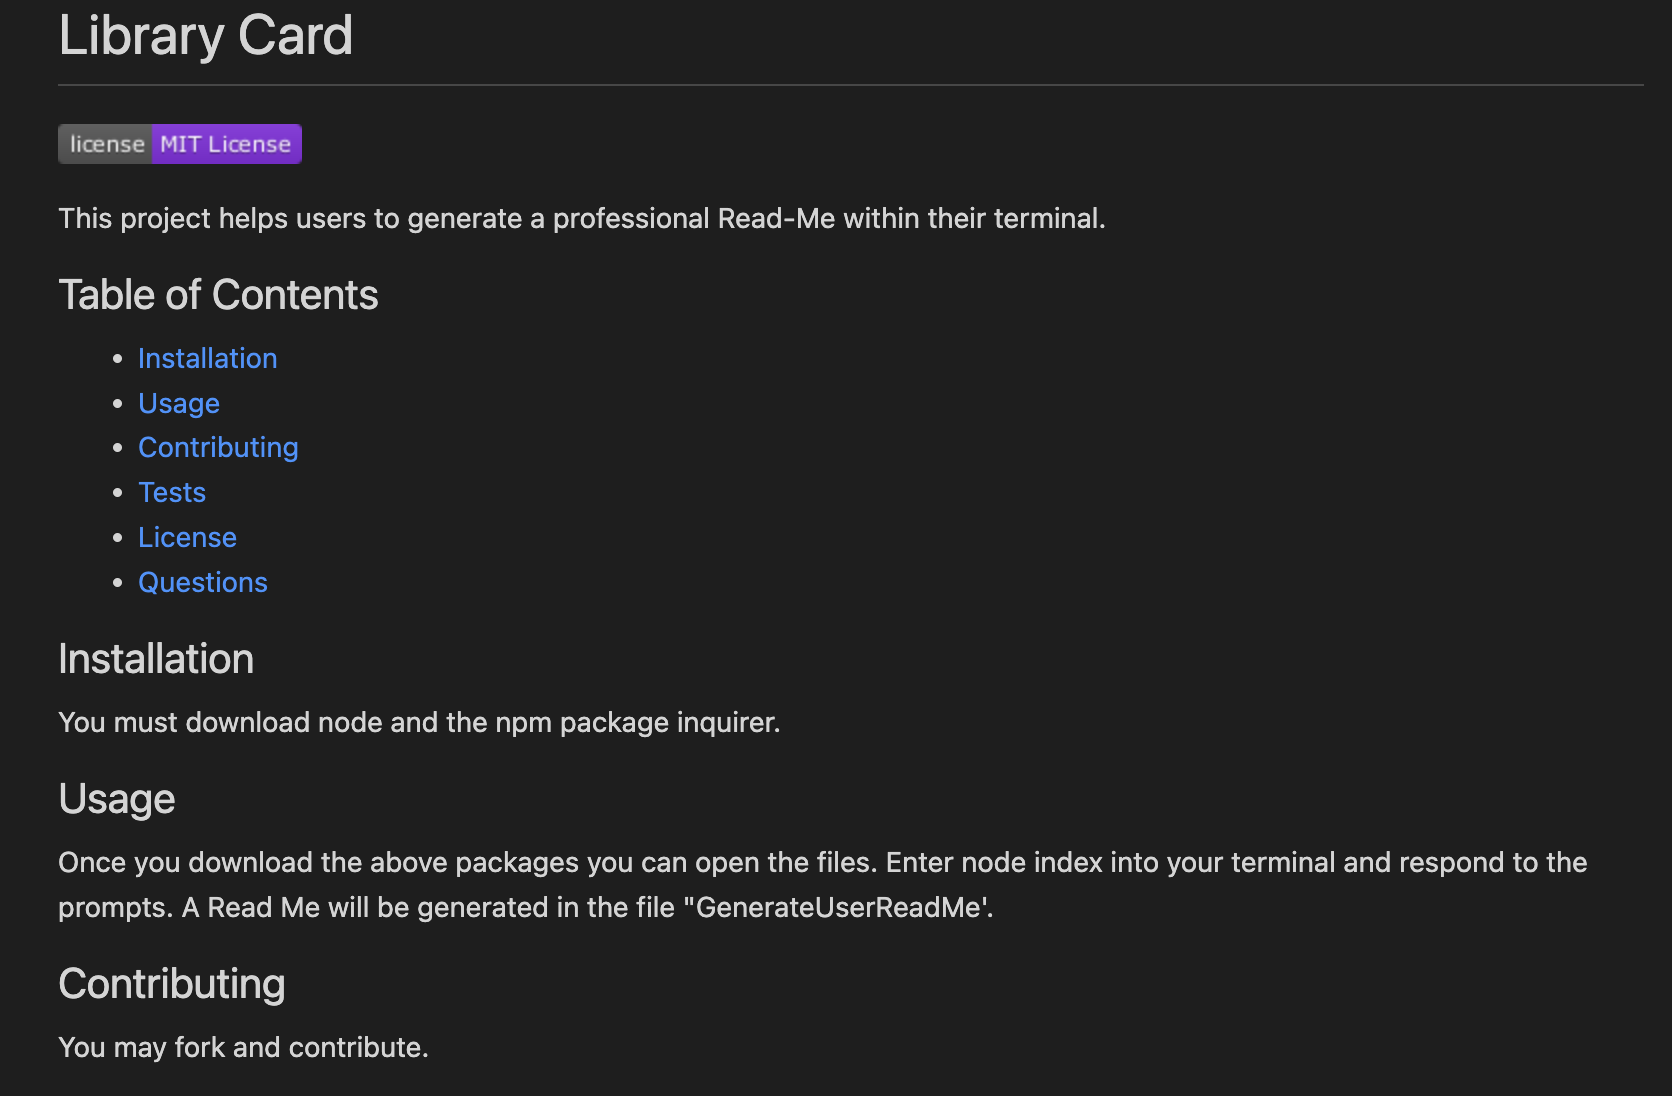 Library Card
license MIT License
This project helps users to generate a professional Read-Me within their terminal.
Table of Contents
Installation
Usage
Contributing
Tests
License
Questions
Installation
You must download node and the npm package inquirer.
Usage
Once you download the above packages you can open the files. Enter node index into your terminal and respond to the
prompts. A Read Me will be generated in the file "GenerateUserReadMe'.
Contributing
You may fork and contribute.